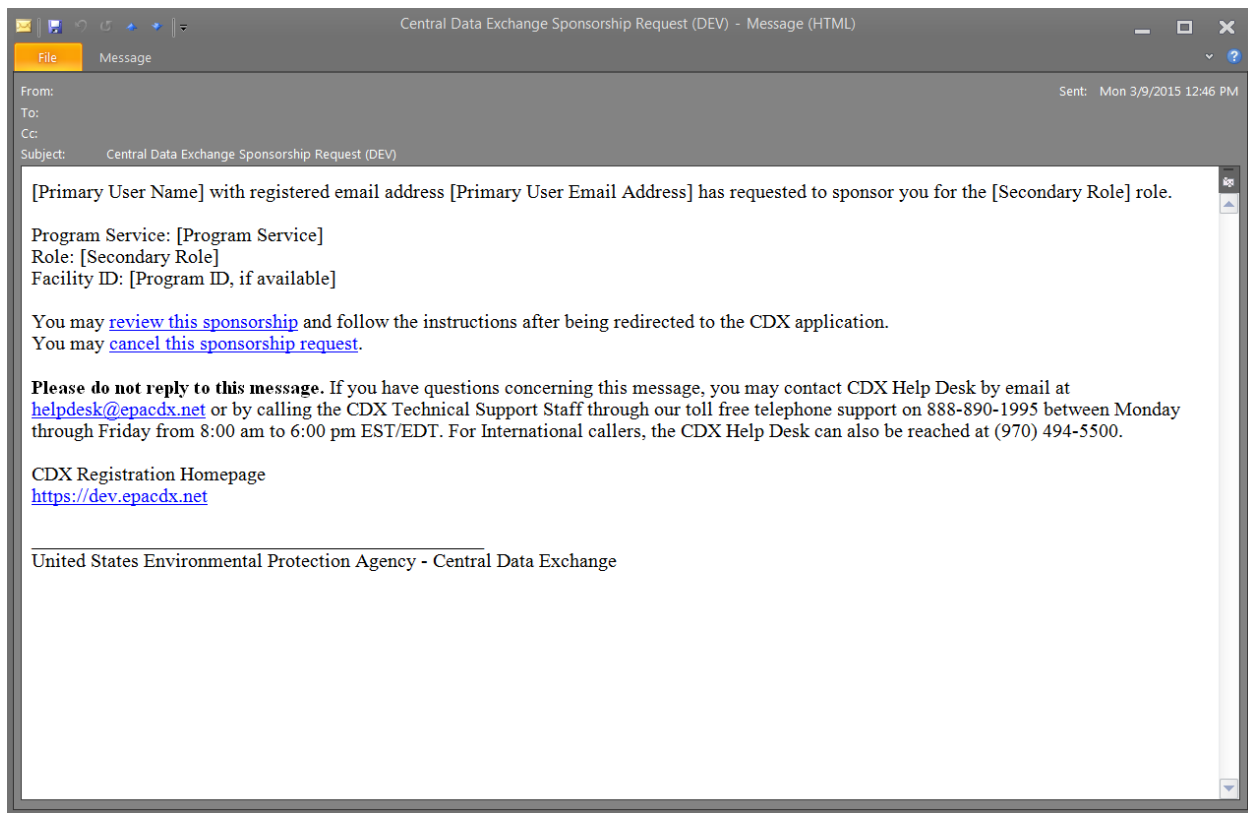 Central Data Exchange Sponsorship Request (DEV) - Message (HTML)
File Message
From:
Sent: Mon 3/9/2015 12:46 PM
To:
Cc:
Subject: Central Data Exchange Sponsorship Request (DEV)
[Primary User Name] with registered email address [Primary User Email Address] has requested to sponsor you for the [Secondary Role] role.
Program Service: [Program Service]
Role: [Secondary Role]
Facility ID: [Program ID, if available]
You may review this sponsorship and follow the instructions after being redirected to the CDX application.
You may cancel this sponsorship request.
Please do not reply to this message. If you have questions concerning this message, you may contact CDX Help Desk by email at
helpdesk@epacdx.net or by calling the CDX Technical Support Staff through our toll free telephone support on 888-890-1995 between Monday
through Friday from 8:00 am to 6:00 pm EST/EDT. For International callers, the CDX Help Desk can also be reached at (970) 494-5500.
CDX Registration Homepage
https://dev.epacdx.net
United States Environmental Protection Agency - Central Data Exchange